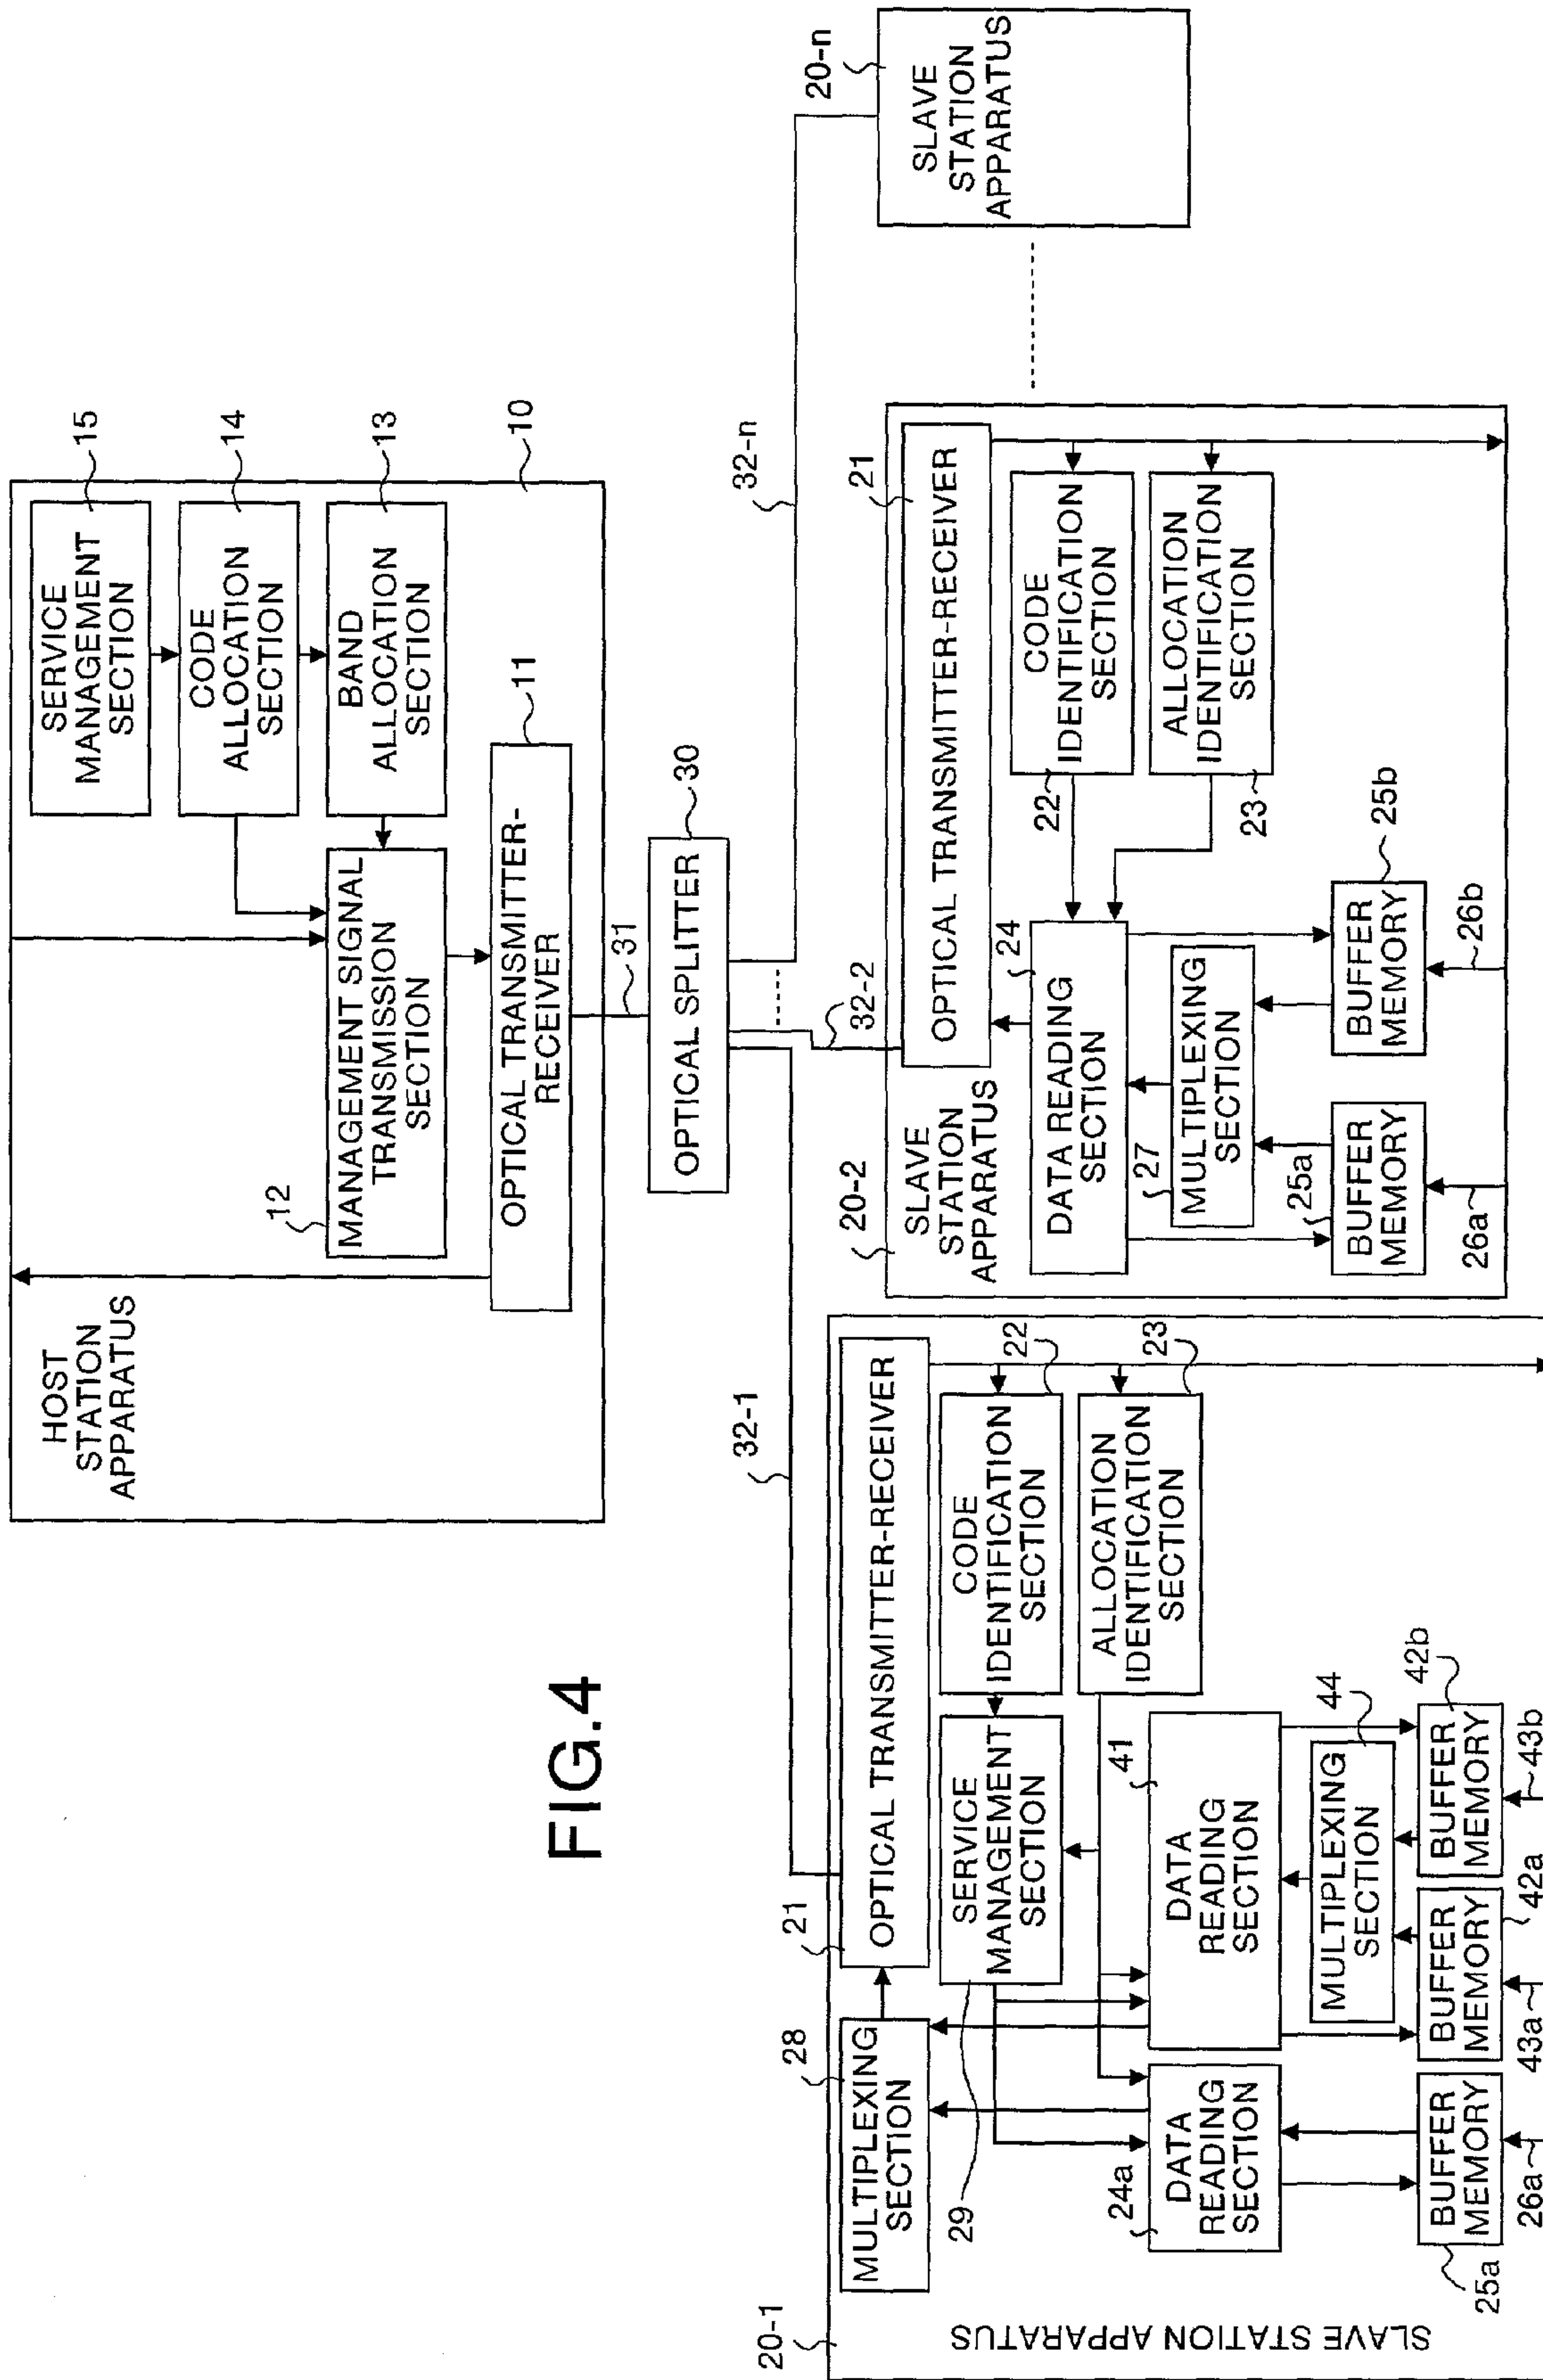 FIG.4
HOST
STATION
APPARATUS
10
SERVICE
MANAGEMENT
SECTION
15
CODE
ALLOCATION
SECTION
14
BAND
ALLOCATION
SECTION
13
12
MANAGEMENT SIGNAL
TRANSMISSION
SECTION
OPTICAL TRANSMITTER-
RECEIVER
11
31
OPTICAL SPLITTER
30
32-1
32-2
32-n
20-1
SLAVE STATION APPARATUS
28
MULTIPLEXING
SECTION
21
OPTICAL TRANSMITTER-RECEIVER
29
SERVICE
MANAGEMENT
SECTION
CODE
IDENTIFICATION
SECTION
22
ALLOCATION
IDENTIFICATION
SECTION
23
24a
DATA
READING
SECTION
41
DATA
READING
SECTION
44
MULTIPLEXING
SECTION
25a
BUFFER
MEMORY
26a
BUFFER
MEMORY
42a
43a
BUFFER
MEMORY
42b
43b
20-2
SLAVE
STATION
APPARATUS
OPTICAL TRANSMITTER-RECEIVER
21
24
DATA READING
SECTION
22
CODE
IDENTIFICATION
SECTION
23
ALLOCATION
IDENTIFICATION
SECTION
27
MULTIPLEXING
SECTION
25a
BUFFER
MEMORY
26a
BUFFER
MEMORY
25b
26b
20-n
SLAVE
STATION
APPARATUS